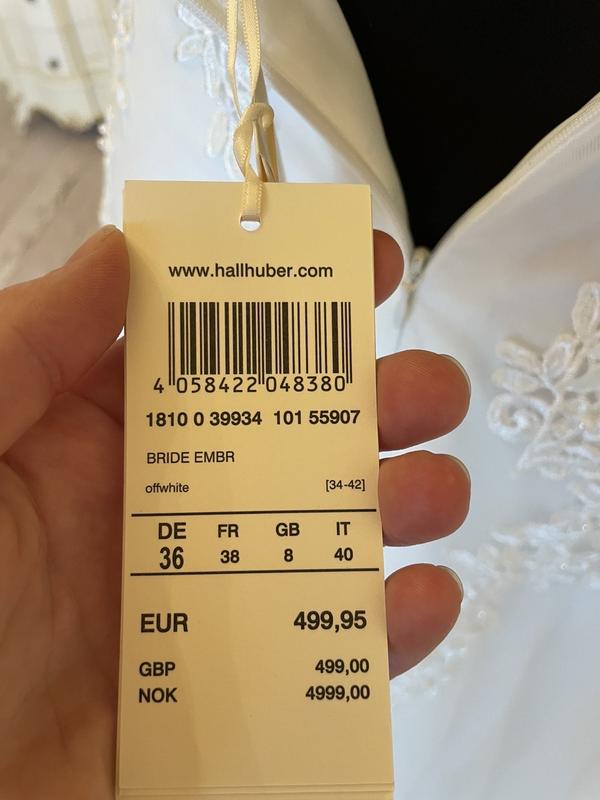 www.hallhuber.com
4 058422 048380
1810 0 39934 101 55907
BRIDE EMBR
offwhite [34-42]
DE FR GB IT
36 38 8 40
EUR 499,95
GBP 499,00
NOK 4999,00